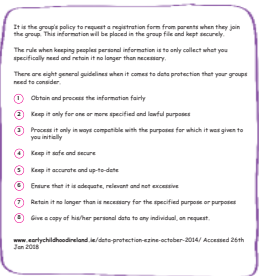 It is the group's policy to request a registration form from parents when they join
the group. This information will be placed in the group file and kept securely.
The rule when keeping peoples personal information is to only collect what you
specifically need and retain it no longer than necessary.
There are eight general guidelines when it comes to data protection that your groups
need to consider.
1 Obtain and process the information fairly
2 Keep it only for one or more specified and lawful purposes
3 Process it only in ways compatible with the purposes for which it was given to
you initially
4 Keep it safe and secure
5 Keep it accurate and up-to-date
6 Ensure that it is adequate, relevant and not excessive
7 Retain it no longer than is necessary for the specified purpose or purposes
8 Give a copy of his/her personal data to any individual, on request.
www.earlychildhoodireland.ie/data-protection-ezine-october-2014/ Accessed 26th
Jan 2018